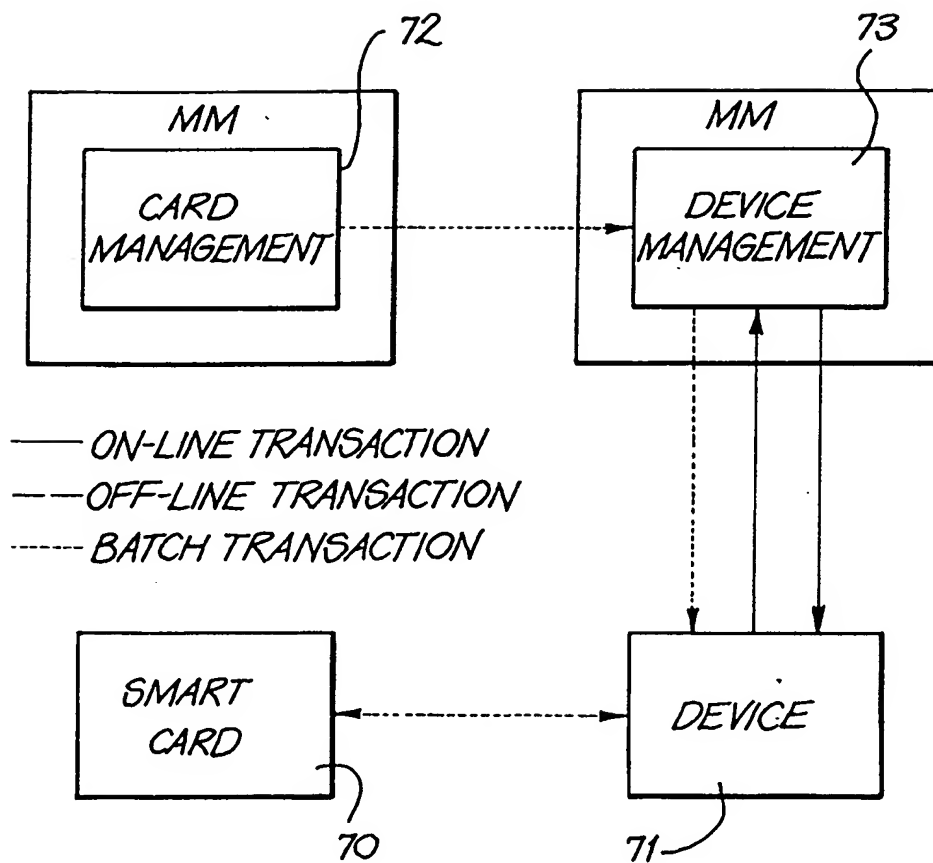 72
73
MM
MM
CARD
MANAGEMENT
DEVICE
MANAGEMENT
ON-LINE TRANSACTION
OFF-LINE TRANSACTION
BATCH TRANSACTION
SMART
CARD
DEVICE
70
71